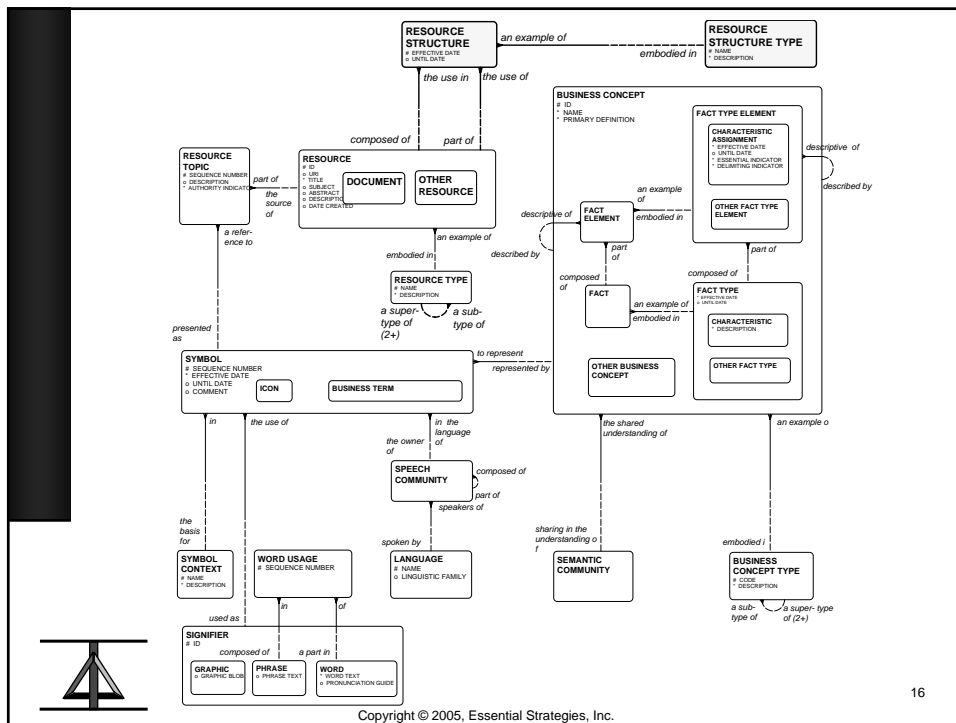 RESOURCE
STRUCTURE
# EFFECTIVE DATE
o UNTIL DATE
an example of
embodied in
RESOURCE
STRUCTURE TYPE
# NAME
* DESCRIPTION
the use in
the use of
composed of
part of
RESOURCE
TOPIC
# SEQUENCE NUMBER
o DESCRIPTION
* AUTHORITY INDICATO
part of
the
source
of
RESOURCE
# ID
o URI
* TITLE
o SUBJECT
o ABSTRACT
o DESCRIPTIO
o DATE CREATED
DOCUMENT
OTHER
RESOURCE
a refer-
ence to
an example of
embodied in
RESOURCE TYPE
# NAME
* DESCRIPTION
a super-
type of
(2+)
a sub-
type of
BUSINESS CONCEPT
# ID
* NAME
* PRIMARY DEFINITION
FACT TYPE ELEMENT
CHARACTERISTIC
ASSIGNMENT
* EFFECTIVE DATE
o UNTIL DATE
* ESSENTIAL INDICATOR
* DELIMITING INDICATOR
descriptive of
described by
OTHER FACT TYPE
ELEMENT
an example
of
embodied in
descriptive of
described by
FACT
ELEMENT
part
of
composed
of
FACT
part of
composed of
an example of
embodied in
FACT TYPE
* EFFECTIVE DATE
o UNTIL DATE
CHARACTERISTIC
* DESCRIPTION
OTHER FACT TYPE
OTHER BUSINESS
CONCEPT
presented
as
SYMBOL
# SEQUENCE NUMBER
* EFFECTIVE DATE
o UNTIL DATE
o COMMENT
ICON
BUSINESS TERM
to represent
represented by
in
the use of
in the
language
of
the owner
of
the shared
understanding of
an example o
SPEECH
COMMUNITY
composed of
part of
speakers of
the
basis
for
spoken by
sharing in the
understanding o
f
embodied i
SYMBOL
CONTEXT
# NAME
* DESCRIPTION
WORD USAGE
# SEQUENCE NUMBER
LANGUAGE
# NAME
o LINGUISTIC FAMILY
SEMANTIC
COMMUNITY
BUSINESS
CONCEPT TYPE
# CODE
* DESCRIPTION
a sub-
type of
a super- type
of (2+)
in
of
used as
SIGNIFIER
# ID
composed of
a part in
GRAPHIC
o GRAPHIC BLOB
PHRASE
o PHRASE TEXT
WORD
* WORD TEXT
o PRONUNCIATION GUIDE
16
Copyright © 2005, Essential Strategies, Inc.